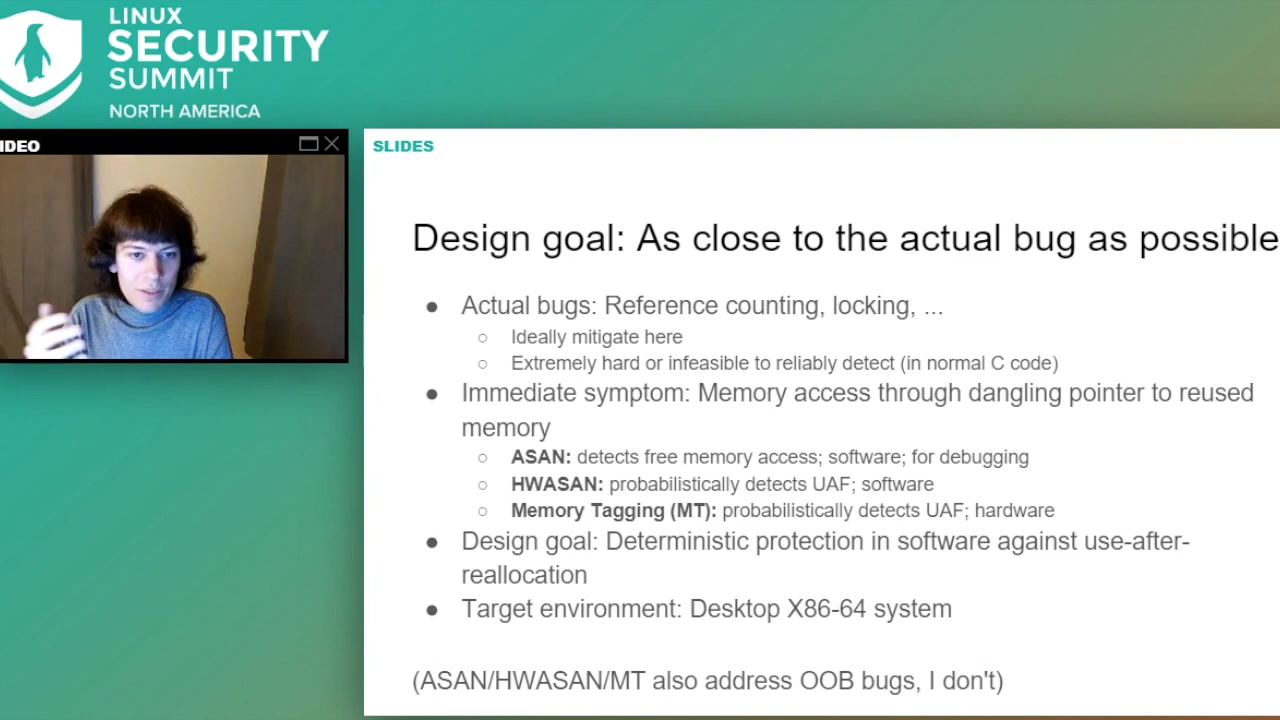 LINUX
SECURITY
SUMMIT
NORTH AMERICA
IDEO
SLIDES
Design goal: As close to the actual bug as possible
● Actual bugs: Reference counting, locking, ...
○ Ideally mitigate here
○ Extremely hard or infeasible to reliably detect (in normal C code)
● Immediate symptom: Memory access through dangling pointer to reused
memory
○ ASAN: detects free memory access; software; for debugging
○ HWASAN: probabilistically detects UAF; software
○ Memory Tagging (MT): probabilistically detects UAF; hardware
● Design goal: Deterministic protection in software against use-after-
reallocation
● Target environment: Desktop X86-64 system
(ASAN/HWASAN/MT also address OOB bugs, I don't)